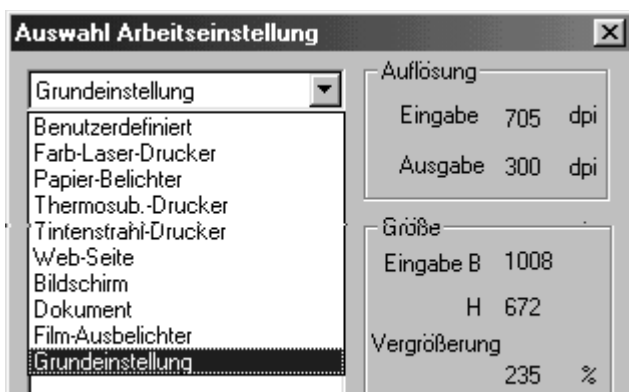 Auswahl Arbeitseinstellung
Grundeinstellung
Benutzerdefiniert
Farb-Laser-Drucker
Papier-Belichter
Thermosub.-Drucker
Tintenstrahl-Drucker
Web-Seite
Bildschirm
Dokument
Film-Ausbelichter
Grundeinstellung
Auflösung
Eingabe 705 dpi
Ausgabe 300 dpi
Größe
Eingabe B 1008
H 672
Vergrößerung
235 %